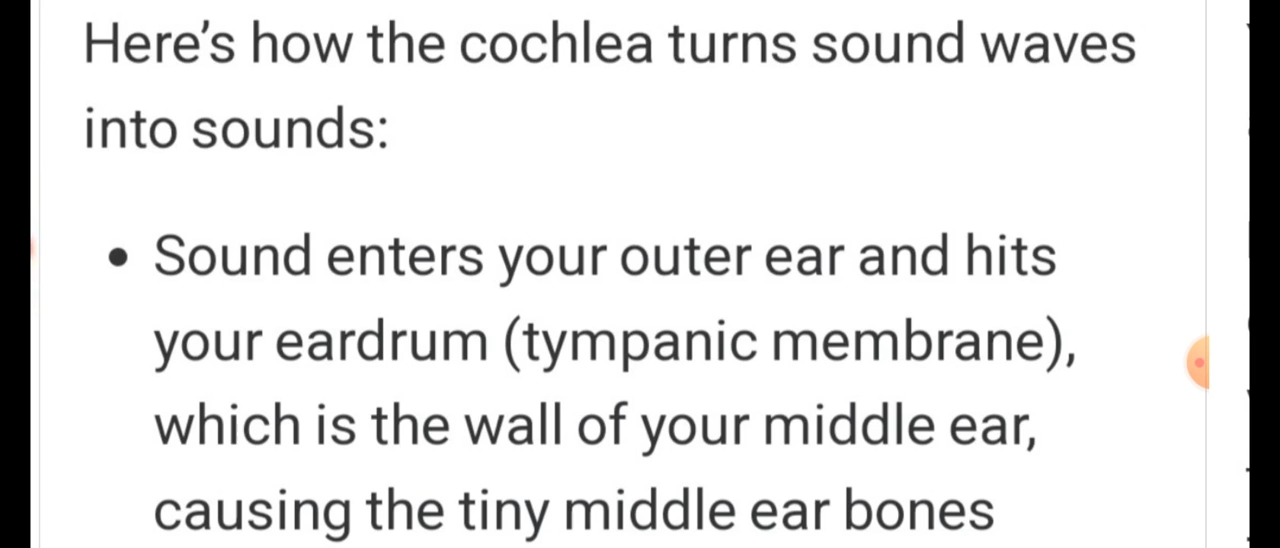 Here’s how the cochlea turns sound waves
into sounds:
• Sound enters your outer ear and hits
your eardrum (tympanic membrane),
which is the wall of your middle ear,
causing the tiny middle ear bones